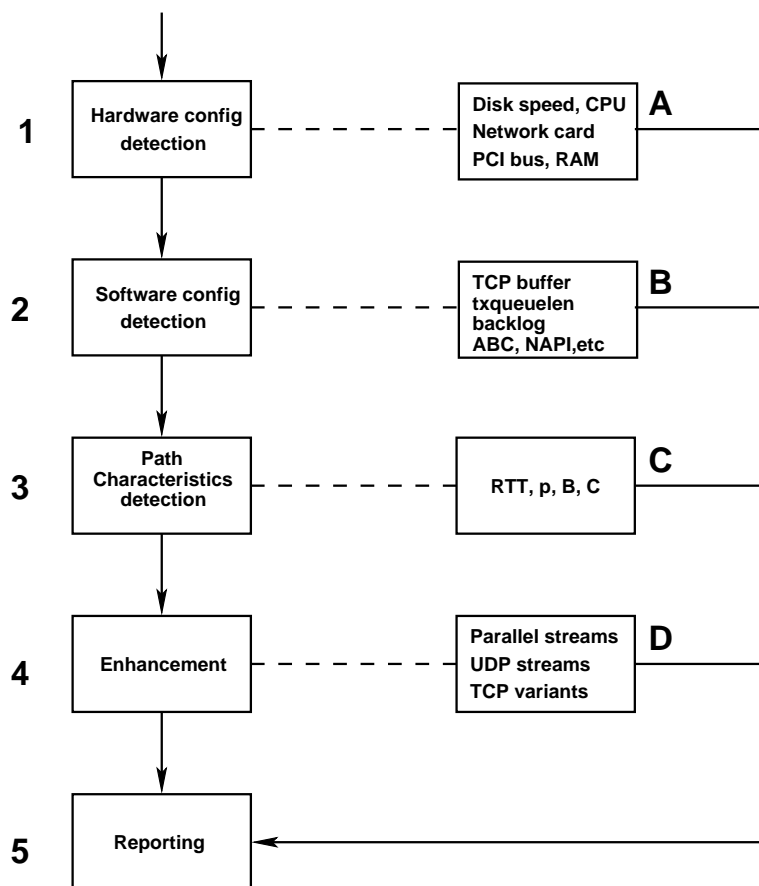 1
Hardware config
detection
Disk speed, CPU
Network card
PCI bus, RAM
A
2
Software config
detection
TCP buffer
txqueuelen
backlog
ABC, NAPI,etc
B
3
Path
Characteristics
detection
RTT, p, B, C
C
4
Enhancement
Parallel streams
UDP streams
TCP variants
D
5
Reporting